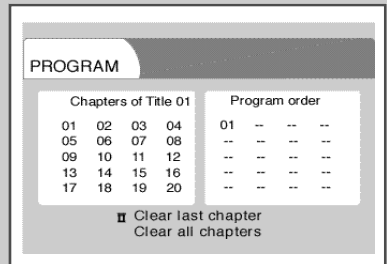 PROGRAM
Chapters of Title 01
01 02 03 04
05 06 07 08
09 10 11 12
13 14 15 16
17 18 19 20
Program order
01 -- -- --
-- -- -- --
-- -- -- --
-- -- -- --
-- -- -- --
Clear last chapter
Clear all chapters